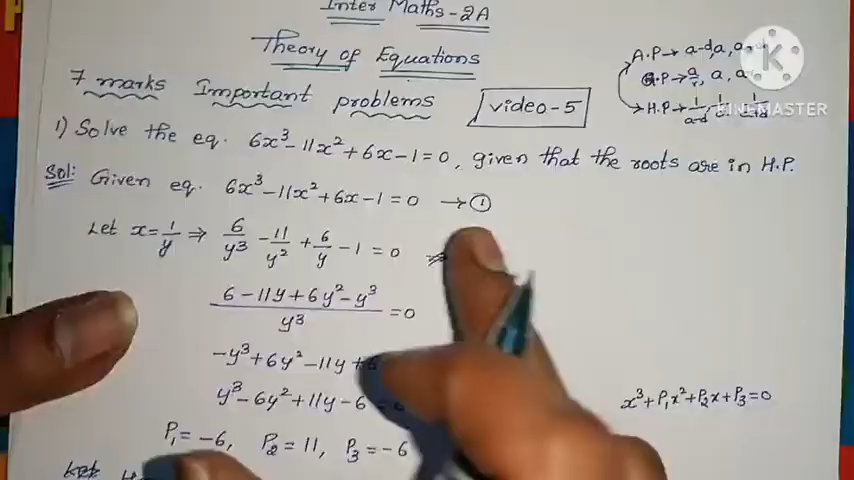 Inter Maths-2A
Theory of Equations
7 marks Important problems video-5
A.P→ a-d, a, a
G.P→ a/r, a, a
H.P→ 1/a-d, 1/a, 1/a+d
K
KINEMASTER
1) Solve the eq. 6x³-11x²+6x-1=0, given that the roots are in H.P.
Sol: Given eq. 6x³-11x²+6x-1=0 →①
Let x=1/y ⇒ 6/y³ -11/y² +6/y -1=0
6-11y+6y²-y³/y³ =0
-y³+6y²-11y+
y³-6y²+11y-6
x³+P₁x²+P₂x+P₃=0
P₁=-6, P₂=11, P₃=-6